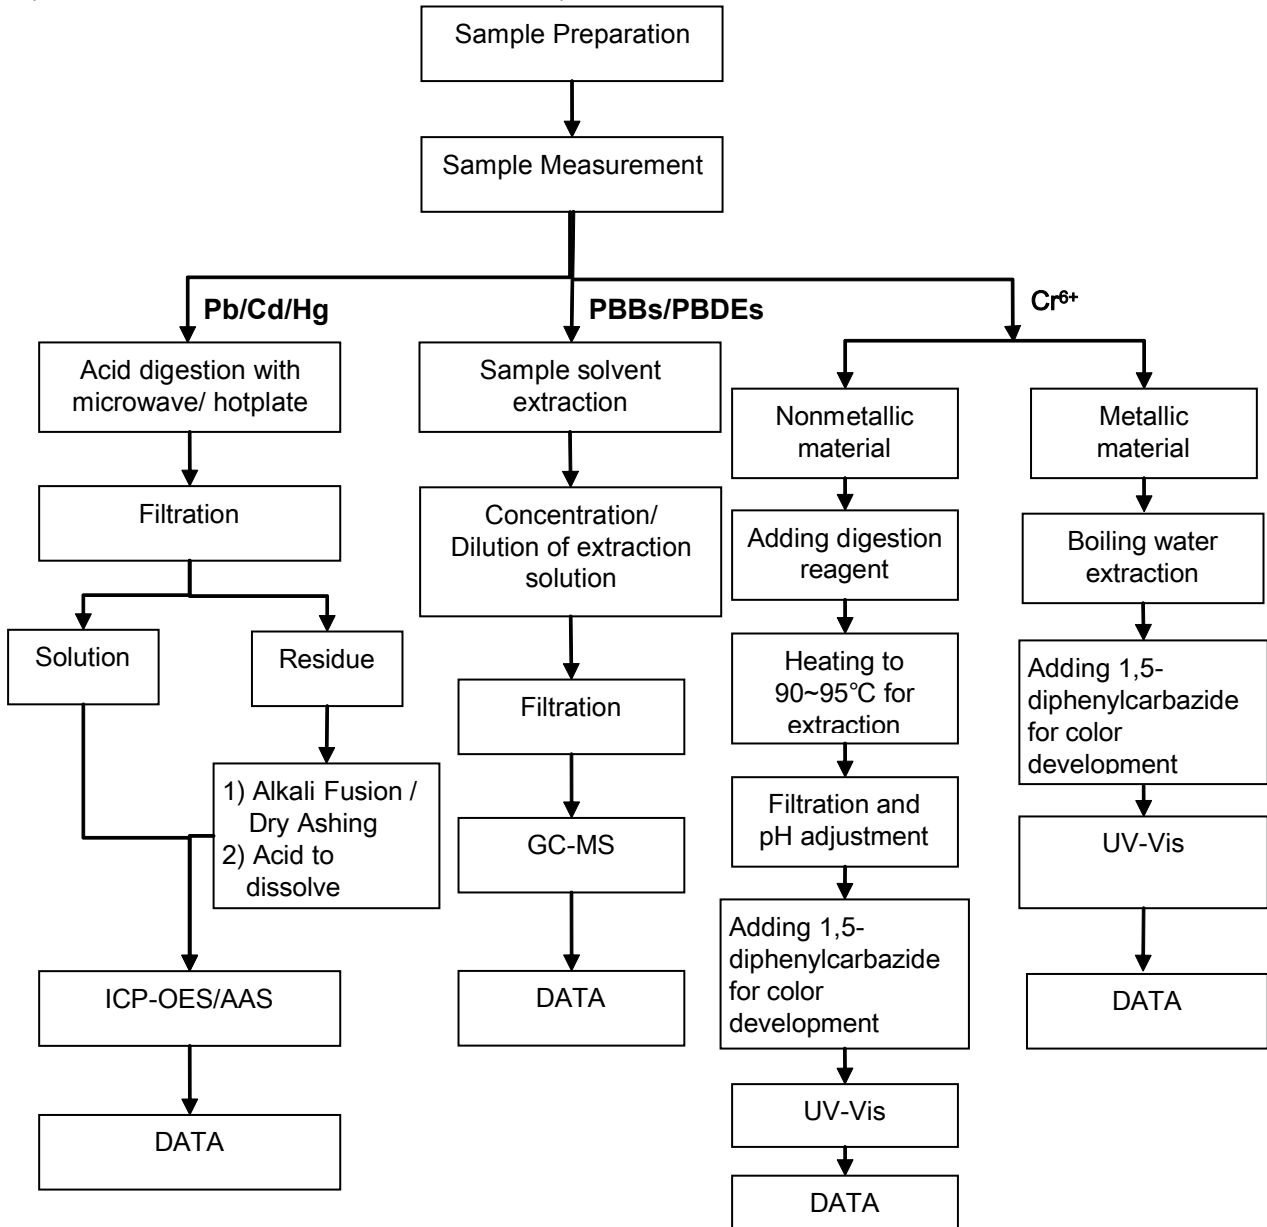 Sample Preparation
Sample Measurement
Pb/Cd/Hg
Acid digestion with
microwave/ hotplate
Filtration
Solution
Residue
1) Alkali Fusion /
Dry Ashing
2) Acid to
dissolve
ICP-OES/AAS
DATA
PBBs/PBDEs
Sample solvent
extraction
Concentration/
Dilution of extraction
solution
Filtration
GC-MS
DATA
Cr⁶⁺
Nonmetallic
material
Adding digestion
reagent
Heating to
90~95℃ for
extraction
Filtration and
pH adjustment
Adding 1,5-
diphenylcarbazide
for color
development
UV-Vis
DATA
Metallic
material
Boiling water
extraction
Adding 1,5-
diphenylcarbazide
for color
development
UV-Vis
DATA